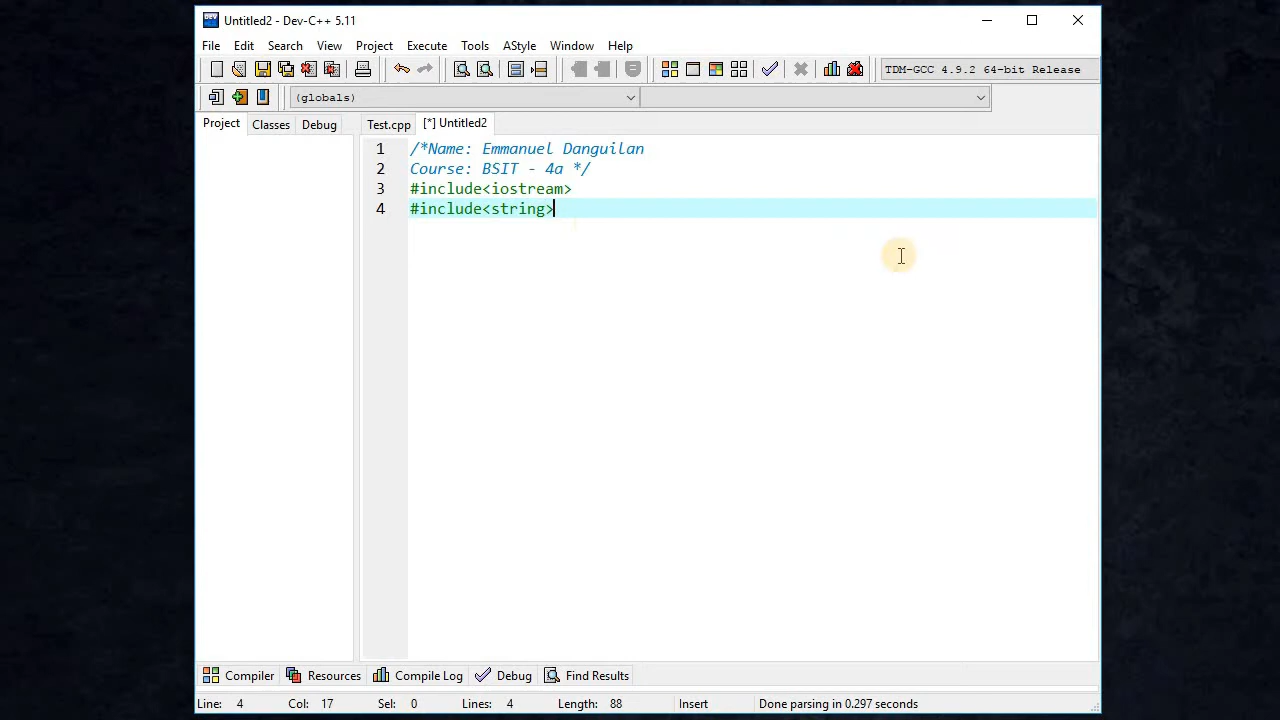 Untitled2 - Dev-C++ 5.11
File Edit Search View Project Execute Tools AStyle Window Help
TDM-GCC 4.9.2 64-bit Release
(globals)
Project Classes Debug Test.cpp [*] Untitled2
1 /*Name: Emmanuel Danguilan
2 Course: BSIT - 4a */
3 #include<iostream>
4 #include<string>
Compiler Resources Compile Log Debug Find Results
Line: 4 Col: 17 Sel: 0 Lines: 4 Length: 88 Insert Done parsing in 0.297 seconds